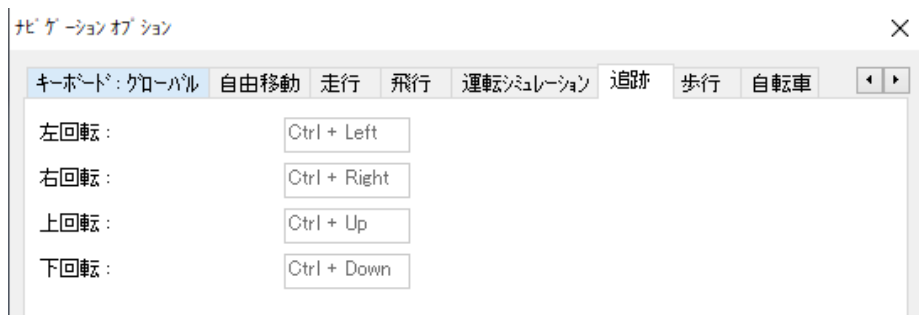 ﾅﾋﾞｹﾞｰｼｮﾝ ｵﾌﾟｼｮﾝ
ｷｰﾎﾞｰﾄﾞ : ｸﾞﾛｰﾊﾞﾙ 自由移動 走行 飛行 運転ｼﾐｭﾚｰｼｮﾝ 追跡 歩行 自転車
左回転 : Ctrl + Left
右回転 : Ctrl + Right
上回転 : Ctrl + Up
下回転 : Ctrl + Down